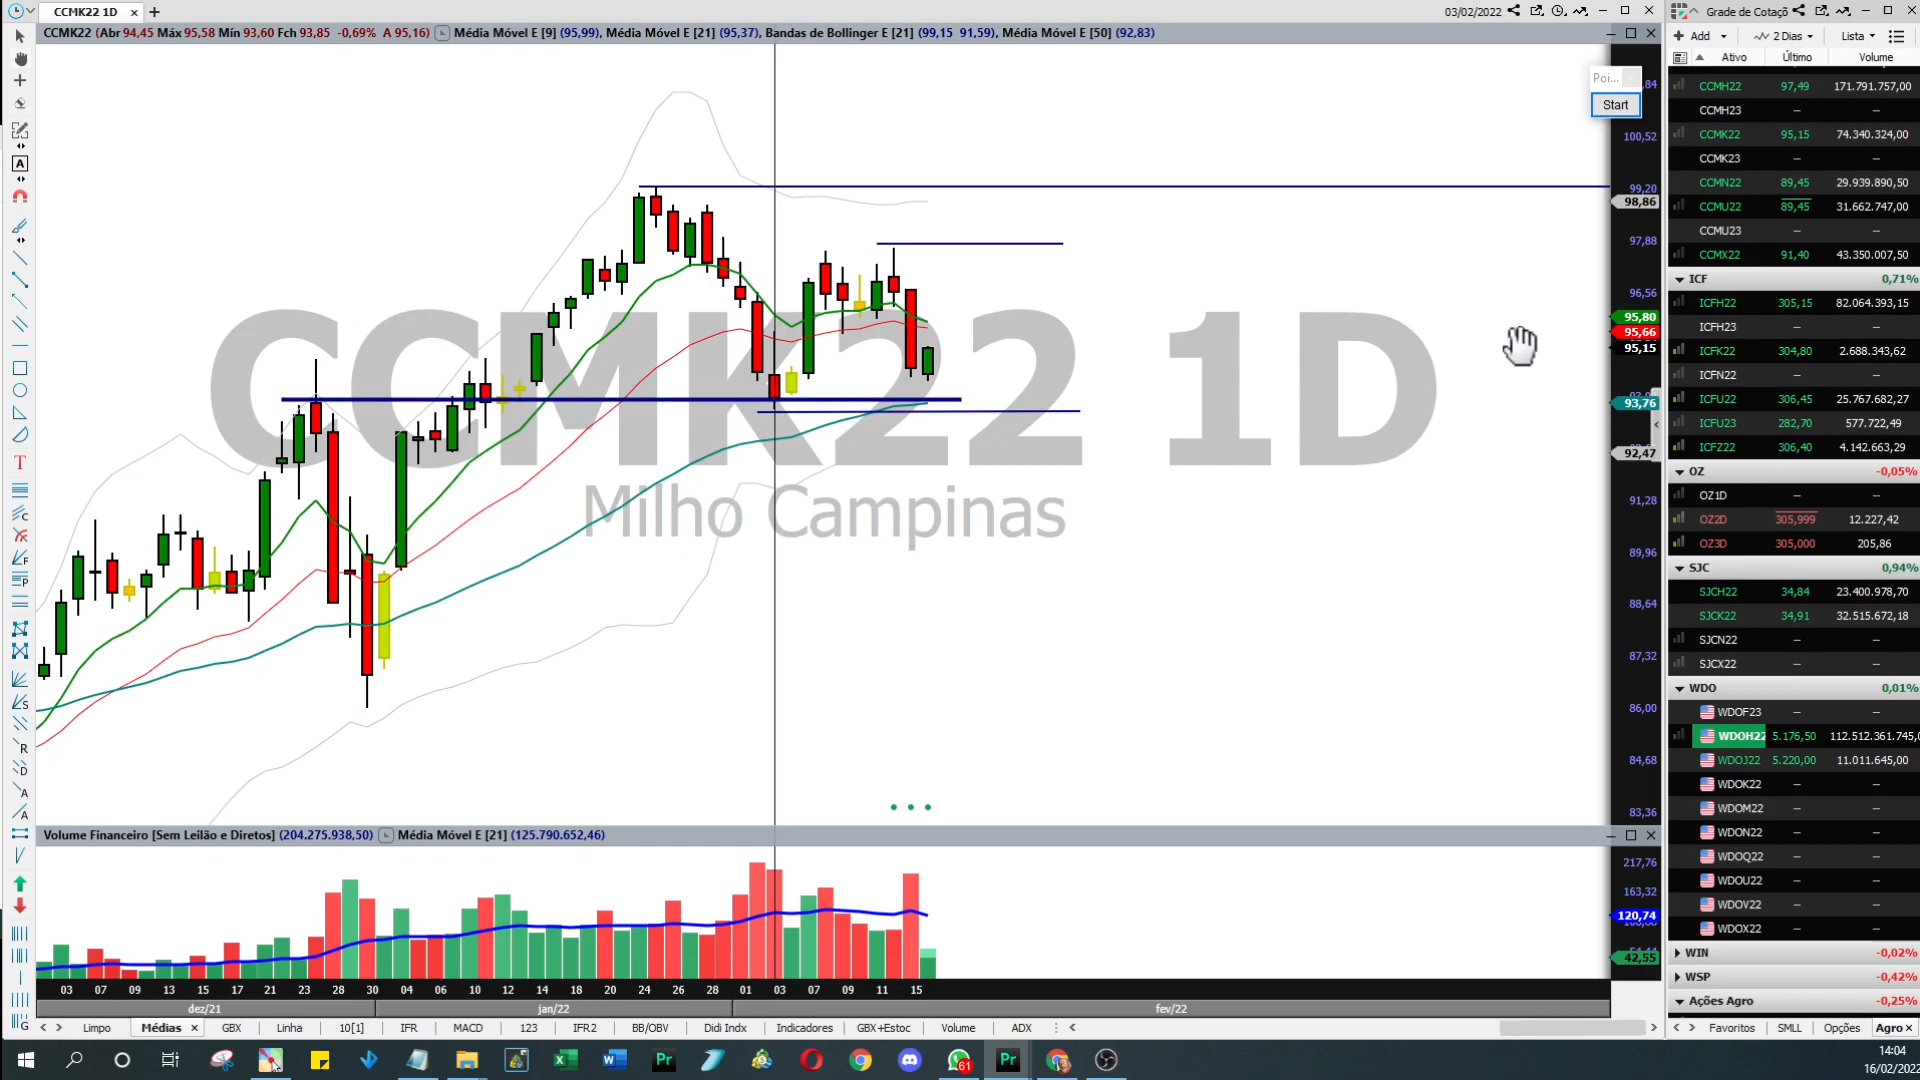 CCMK22 1D
03/02/2022
Grade de Cotaçõ
CCMK22 (Abr 94,45 Máx 95,58 Mín 93,60 Fch 93,85 -0,69% A 95,16) Média Móvel E [9] (95,99), Média Móvel E [21] (95,37), Bandas de Bollinger E [21] (99,15 91,59), Média Móvel E [50] (92,83)
Add 2 Dias Lista
Ativo Último Volume
Poi...
Start
CCMK22 1D
Milho Campinas
100,52
99,20
98,86
97,88
96,56
95,80
95,66
95,15
93,76
92,47
91,28
89,96
88,64
87,32
86,00
84,68
83,36
CCMH22 97,49 171.791.757,00
CCMH23 – –
CCMK22 95,15 74.340.324,00
CCMK23 – –
CCMN22 89,45 29.939.890,50
CCMU22 89,45 31.662.747,00
CCMU23 – –
CCMX22 91,40 43.350.007,50
ICF 0,71%
ICFH22 305,15 82.064.393,15
ICFH23 – –
ICFK22 304,80 2.688.343,62
ICFN22 – –
ICFU22 306,45 25.767.682,27
ICFU23 282,70 577.722,49
ICFZ22 306,40 4.142.663,29
OZ -0,05%
OZ1D – –
OZ2D 305,999 12.227,42
OZ3D 305,000 205,86
SJC 0,94%
SJCH22 34,84 23.400.978,70
SJCK22 34,91 32.515.672,18
SJCN22 – –
SJCX22 – –
WDO 0,01%
WDOF23 – –
WDOH22 5.176,50 112.512.361.745,0
WDOJ22 5.220,00 11.011.645,00
WDOK22 – –
WDOM22 – –
WDON22 – –
WDOQ22 – –
WDOU22 – –
WDOV22 – –
WDOX22 – –
WIN -0,02%
WSP -0,42%
Ações Agro -0,25%
Volume Financeiro [Sem Leilão e Diretos] (204.275.938,50) Média Móvel E [21] (125.790.652,46)
217,76
163,32
120,74
42,55
03 07 09 13 15 17 21 23 28 30 04 06 10 12 14 18 20 24 26 28 01 03 07 09 11 15
dez/21 jan/22 fev/22
Limpo Médias GBX Linha 10[1] IFR MACD 123 IFR2 BB/OBV Didi Indx Indicadores GBX+Estoc Volume ADX
Favoritos SMLL Opções Agro
61
14:04
16/02/2022